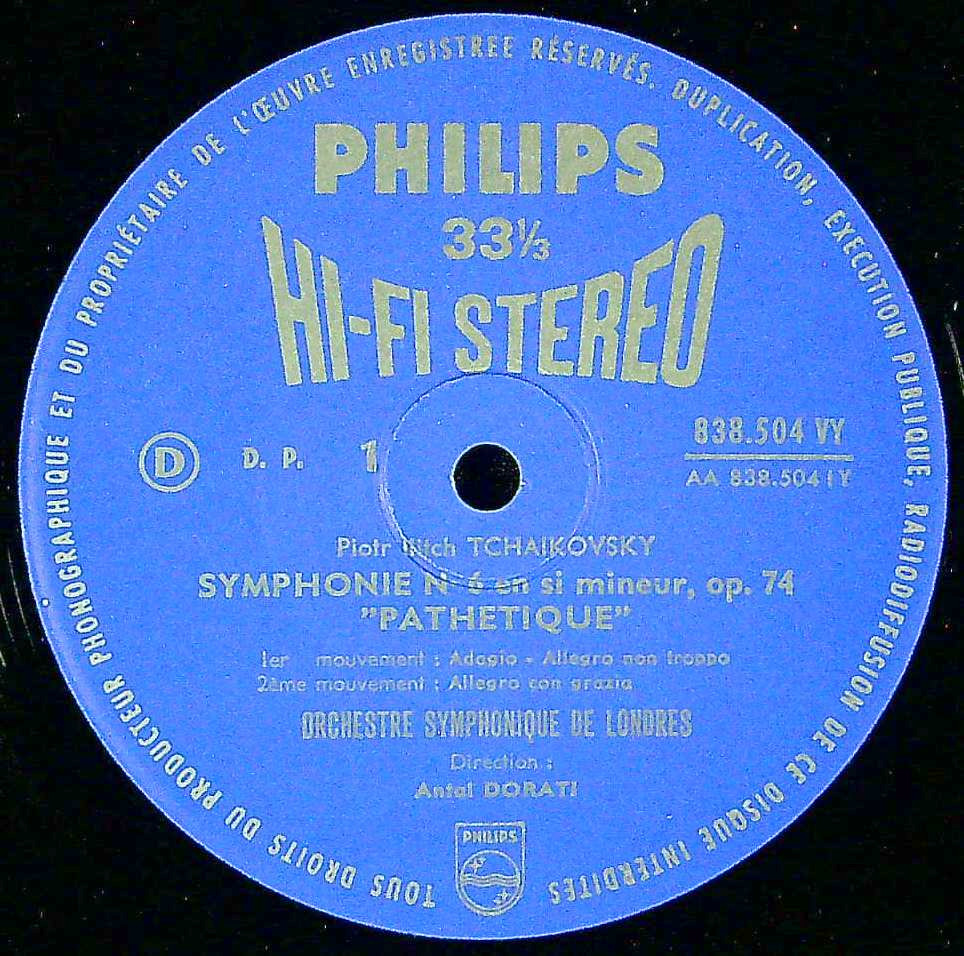 TOUS DROITS DU PRODUCTEUR PHONOGRAPHIQUE ET DU PROPRIÉTAIRE DE L'ŒUVRE ENREGISTREE RÉSERVÉS. DUPLICATION, EXECUTION PUBLIQUE, RADIODIFFUSION DE CE DISQUE INTERDITES
PHILIPS
33⅓
HI-FI STEREO
D D. P. 1 838.504 VY
AA 838.504 1 Y
Piotr Ilitch TCHAIKOVSKY
SYMPHONIE N° 6 en si mineur, op. 74
"PATHETIQUE"
1er mouvement : Adagio - Allegro non troppo
2ème mouvement : Allegro con grazia
ORCHESTRE SYMPHONIQUE DE LONDRES
Direction :
Antal DORATI
PHILIPS